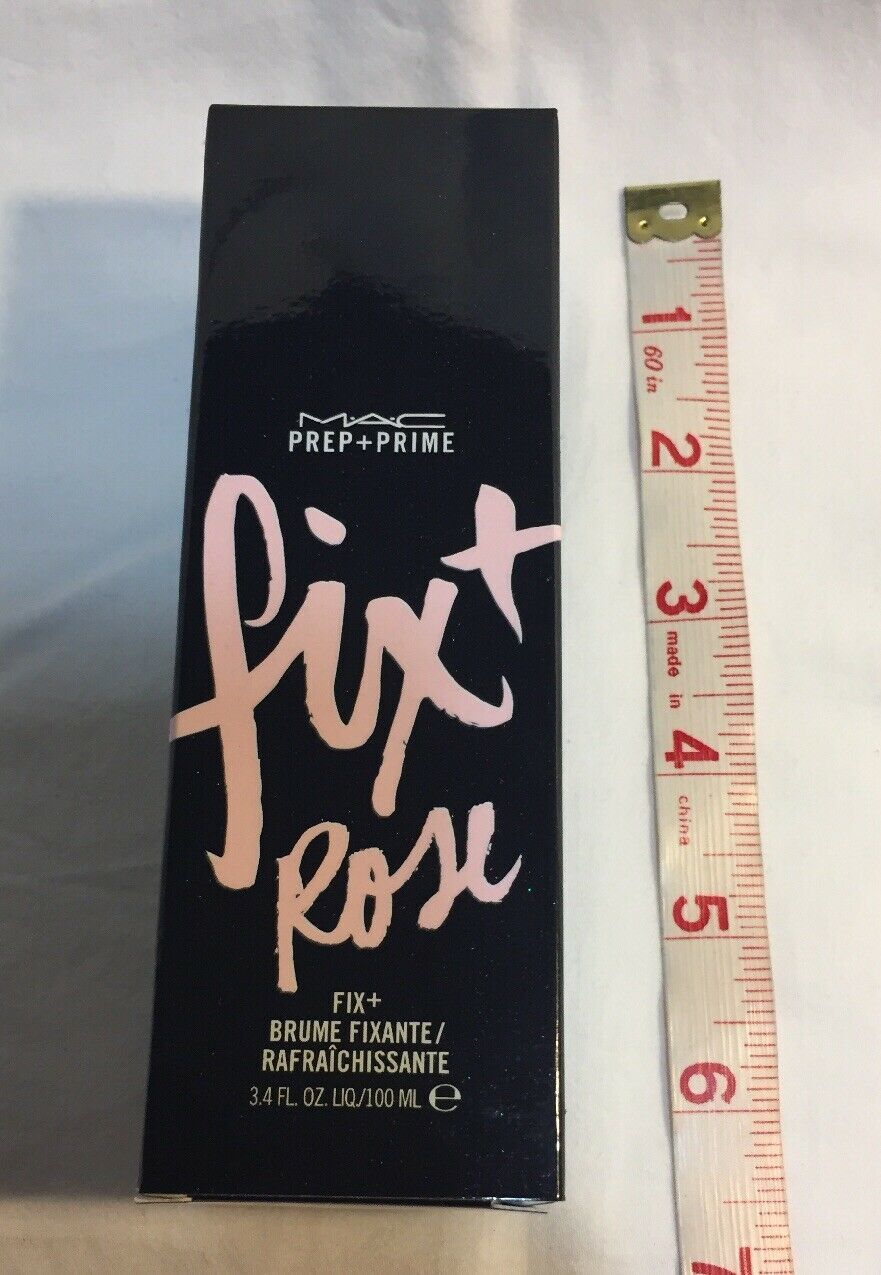 M·A·C
PREP+PRIME
fix+
Rose
FIX+
BRUME FIXANTE/
RAFRAÎCHISSANTE
3.4 FL. OZ. LIQ./100 ML ℮
1
60 in
2
3
made in
4
china
5
6
7